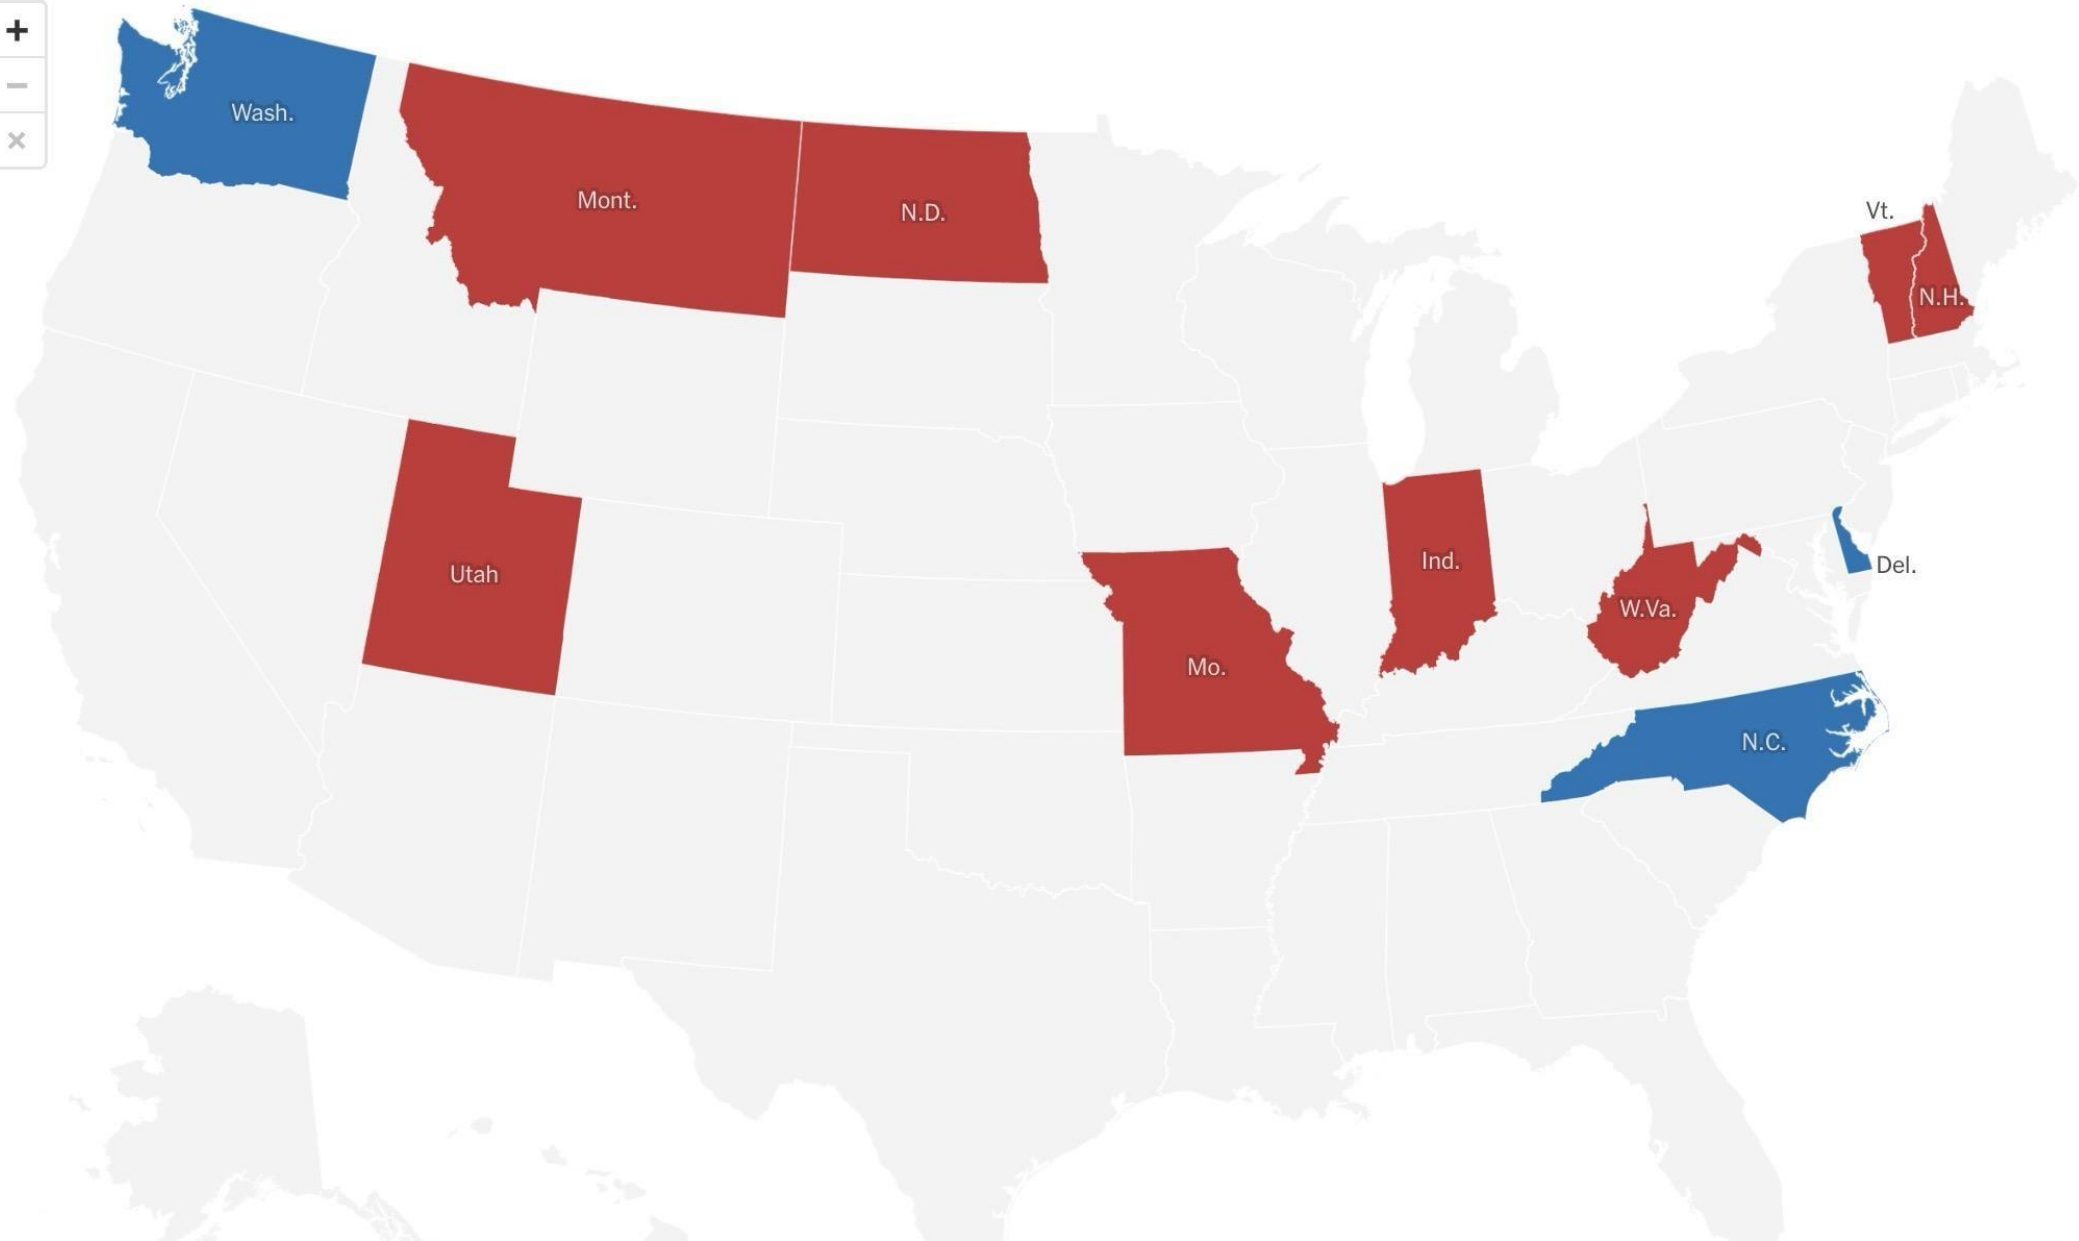 +
−
×
Wash.
Mont.
N.D.
Vt.
N.H.
Utah
Ind.
Del.
W.Va.
Mo.
N.C.